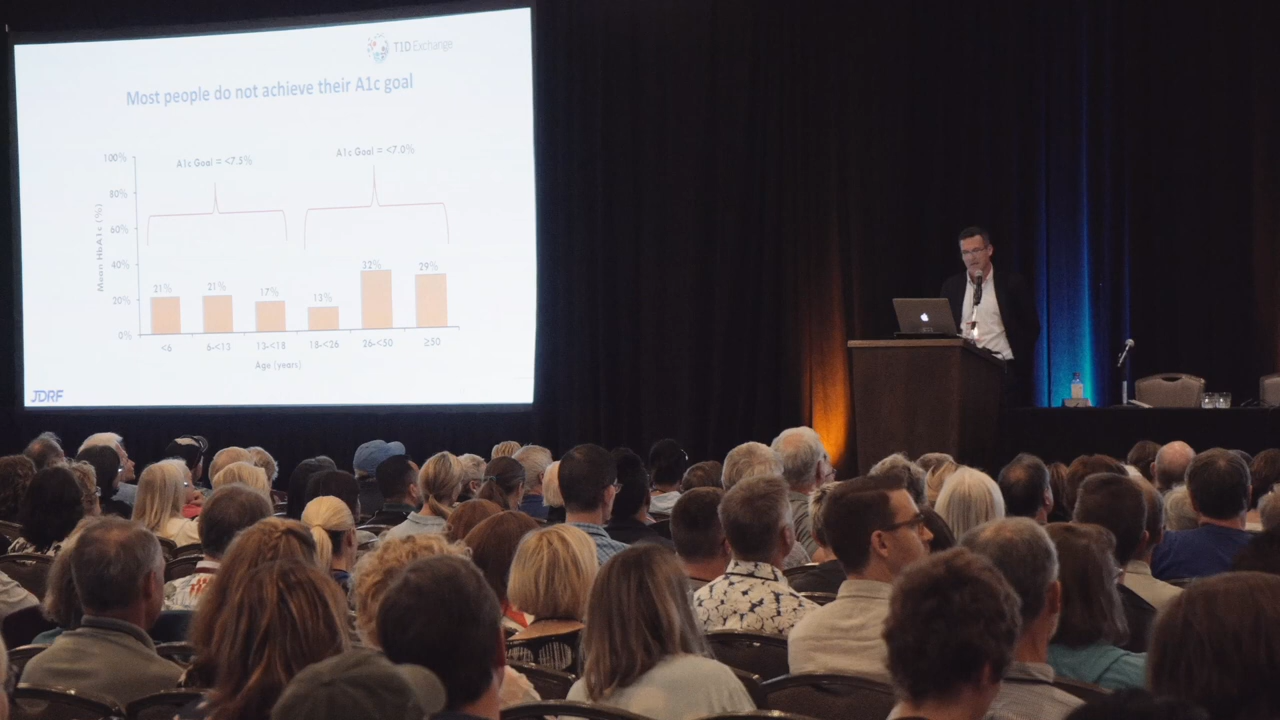 T1D Exchange
Most people do not achieve their A1c goal
A1c Goal = <7.5%
A1c Goal = <7.0%
Mean HbA1c (%)
100%
80%
60%
40%
20%
0%
21%
21%
17%
13%
32%
29%
<6
6-<13
13-<18
18-<26
26-<50
≥50
Age (years)
JDRF